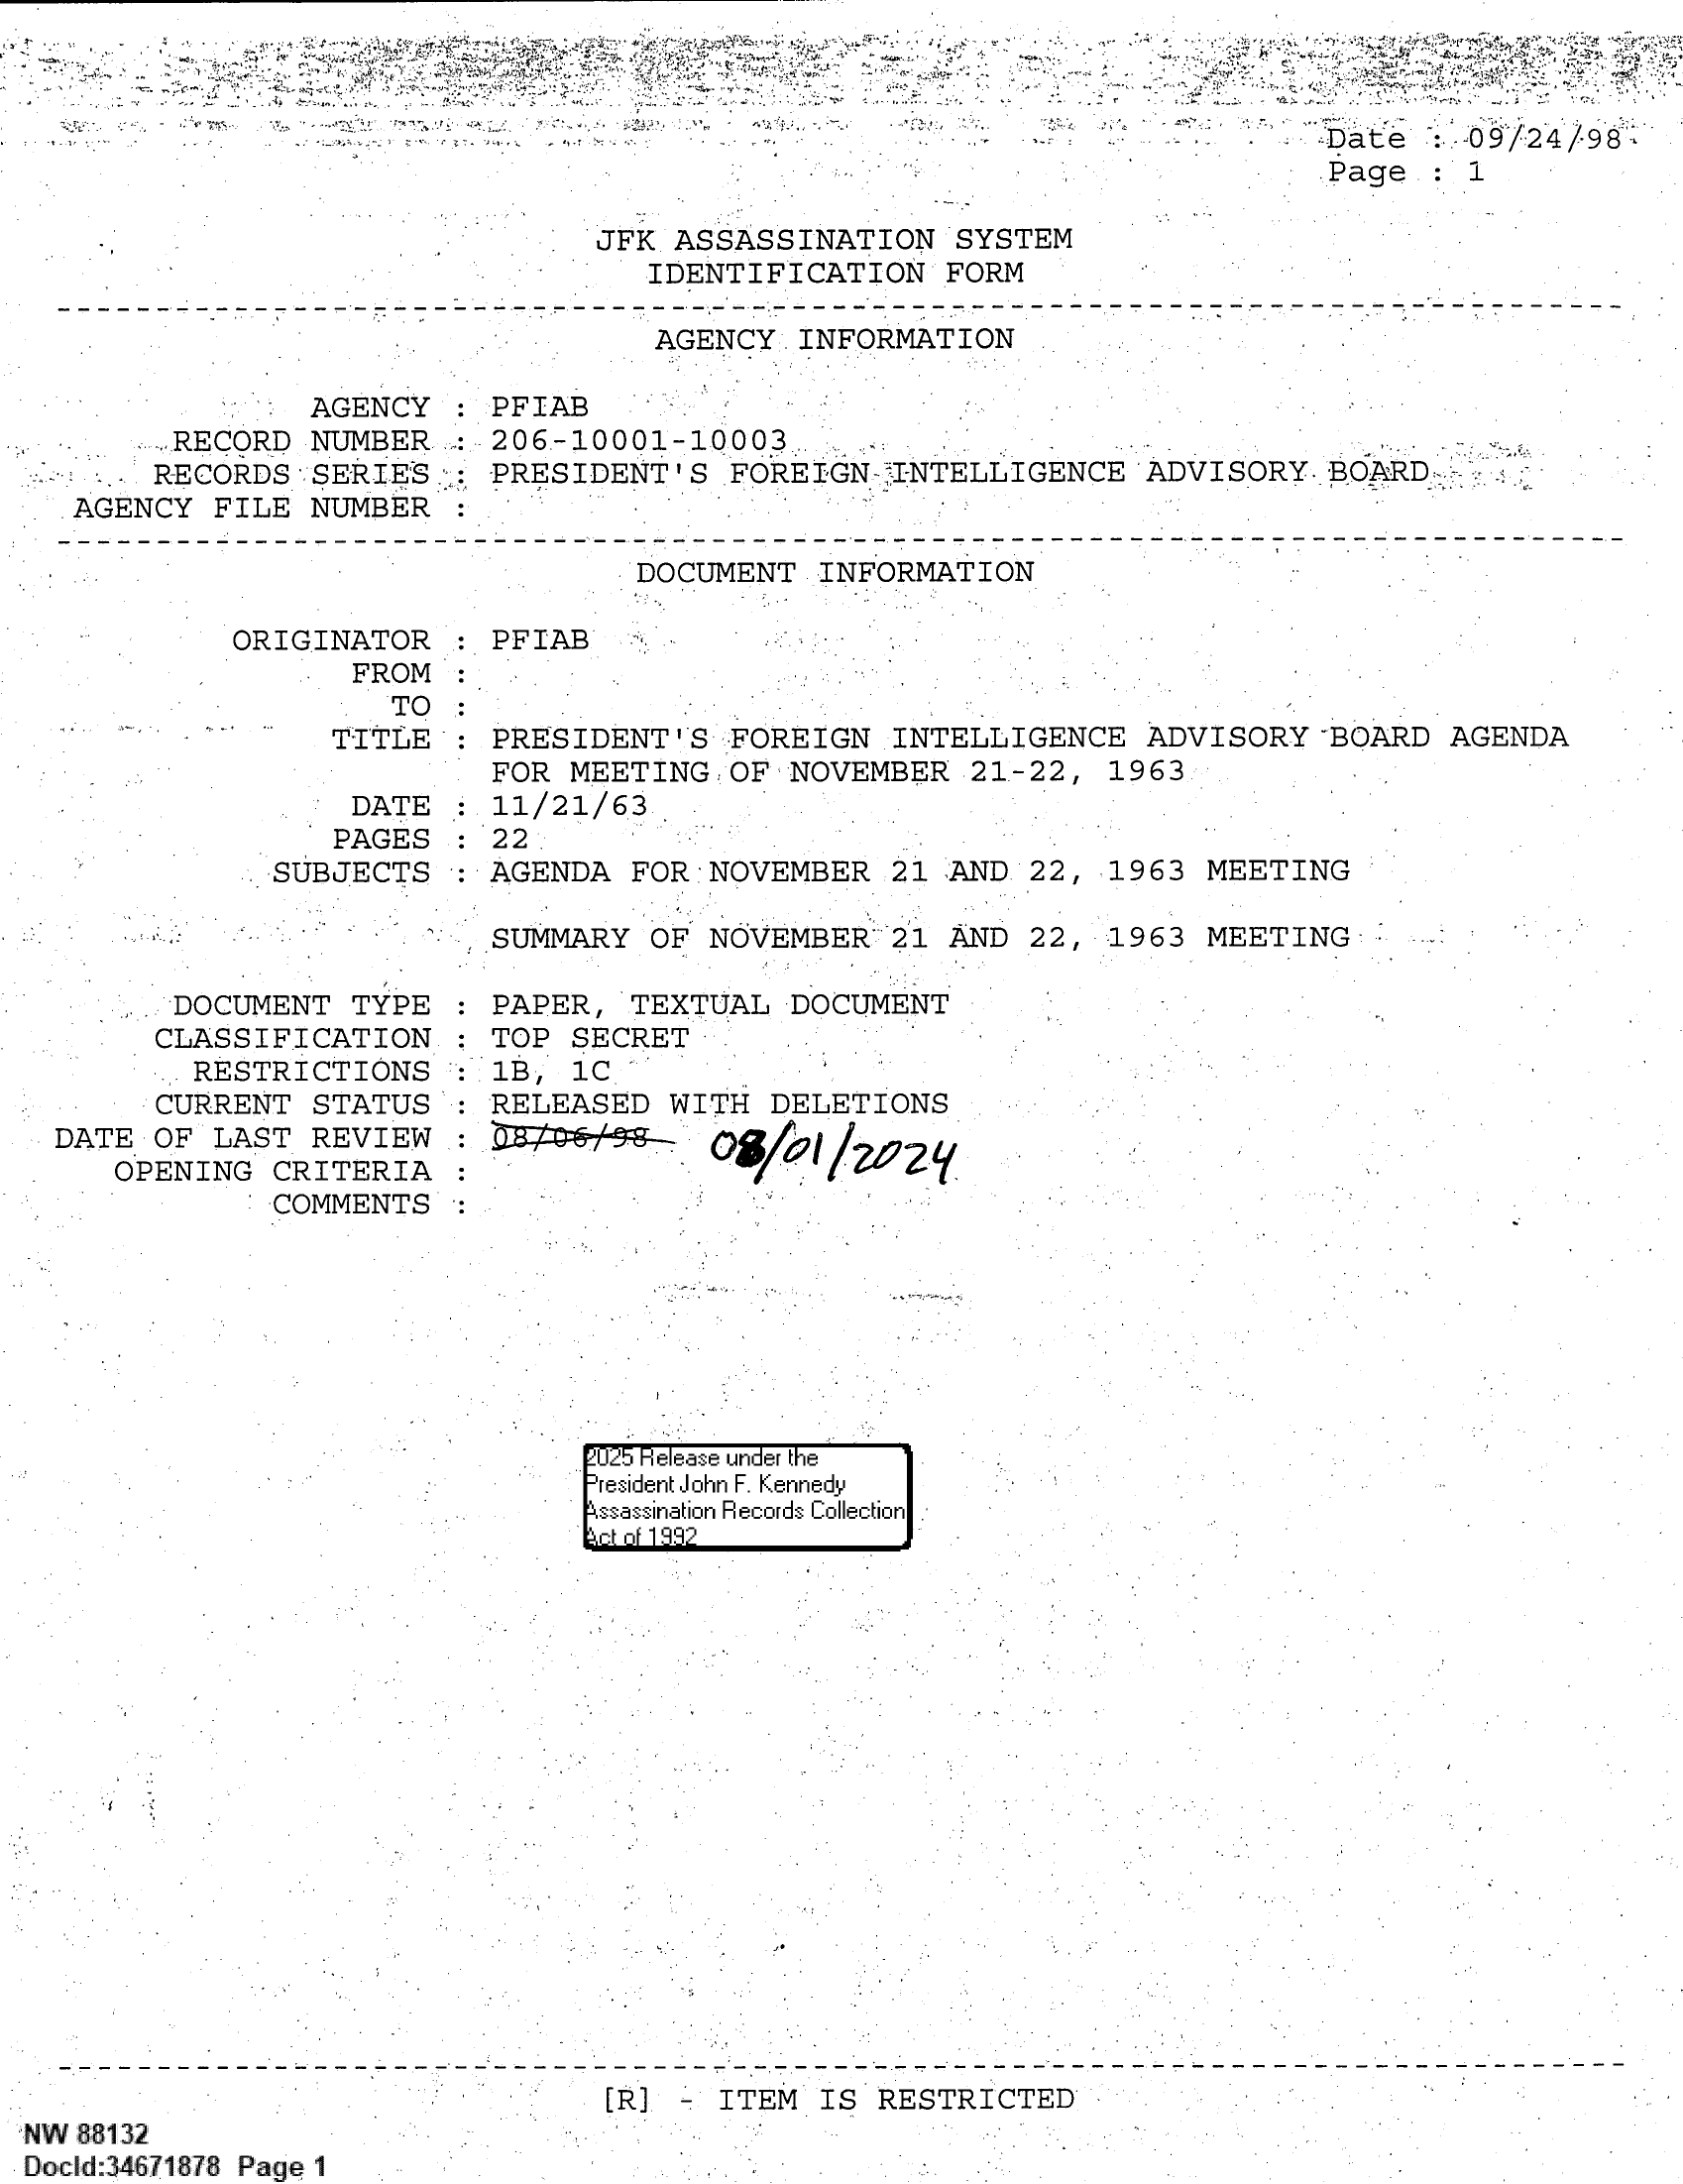 Date : 09/24/98
Page : 1
JFK ASSASSINATION SYSTEM
IDENTIFICATION FORM
AGENCY INFORMATION
AGENCY : PFIAB
RECORD NUMBER : 206-10001-10003
RECORDS SERIES : PRESIDENT'S FOREIGN INTELLIGENCE ADVISORY BOARD
AGENCY FILE NUMBER :
DOCUMENT INFORMATION
ORIGINATOR : PFIAB
FROM :
TO :
TITLE : PRESIDENT'S FOREIGN INTELLIGENCE ADVISORY BOARD AGENDA
FOR MEETING OF NOVEMBER 21-22, 1963
DATE : 11/21/63
PAGES : 22
SUBJECTS : AGENDA FOR NOVEMBER 21 AND 22, 1963 MEETING
SUMMARY OF NOVEMBER 21 AND 22, 1963 MEETING
DOCUMENT TYPE : PAPER, TEXTUAL DOCUMENT
CLASSIFICATION : TOP SECRET
RESTRICTIONS : 1B, 1C
CURRENT STATUS : RELEASED WITH DELETIONS
DATE OF LAST REVIEW : 08/06/98 08/01/2024
OPENING CRITERIA :
COMMENTS :
2025 Release under the
President John F. Kennedy
Assassination Records Collection
Act of 1992
[R] - ITEM IS RESTRICTED
NW 88132
DocId:34671878 Page 1